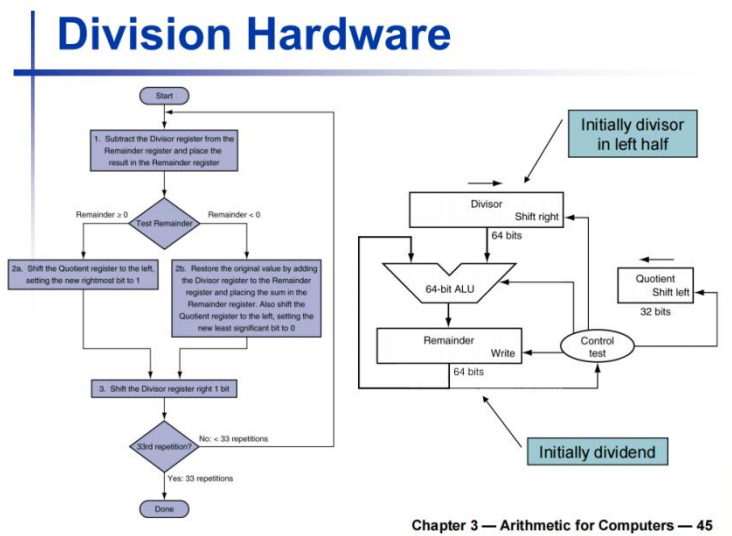 Division Hardware
Start
1. Subtract the Divisor register from the
Remainder register and place the
result in the Remainder register
Remainder ≥ 0
Test Remainder
Remainder < 0
2a. Shift the Quotient register to the left,
setting the new rightmost bit to 1
2b. Restore the original value by adding
the Divisor register to the Remainder
register and placing the sum in the
Remainder register. Also shift the
Quotient register to the left, setting the
new least significant bit to 0
3. Shift the Divisor register right 1 bit
33rd repetition?
No: < 33 repetitions
Yes: 33 repetitions
Done
Initially divisor
in left half
Divisor
Shift right
64 bits
64-bit ALU
Quotient
Shift left
32 bits
Remainder
Write
Control
test
64 bits
Initially dividend
Chapter 3 — Arithmetic for Computers — 45